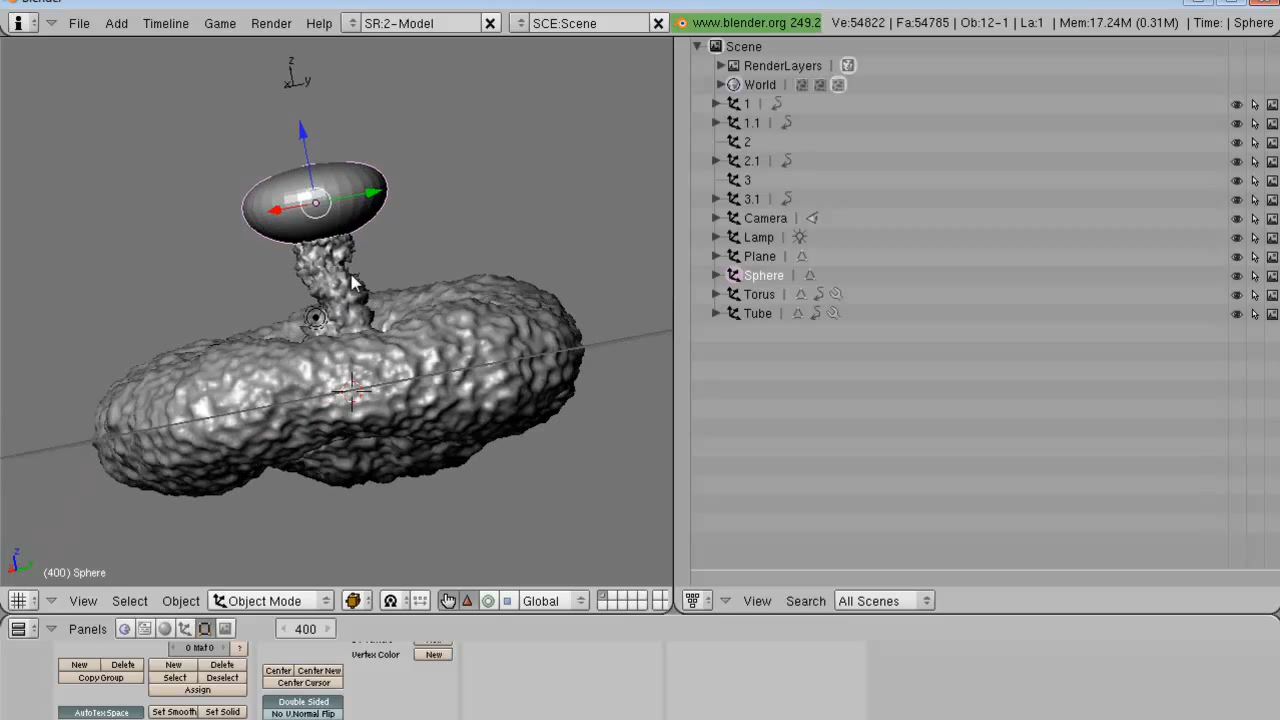 Blender
File Add Timeline Game Render Help SR:2-Model SCE:Scene www.blender.org 249.2 Ve:54822 | Fa:54785 | Ob:12-1 | La:1 | Mem:17.24M (0.31M) | Time: | Sphere
Scene
RenderLayers |
World |
1 |
1.1 |
2
2.1 |
3
3.1 |
Camera |
Lamp |
Plane |
Sphere |
Torus |
Tube |
z
x y
z
(400) Sphere
View Select Object Object Mode Global
View Search All Scenes
Panels 400
0 Mat 0 ?
Vertex Color New
New Delete New Delete
Copy Group Select Deselect
Assign
Center Center New
Center Cursor
AutoTexSpace Set Smooth Set Solid
Double Sided
No V.Normal Flip